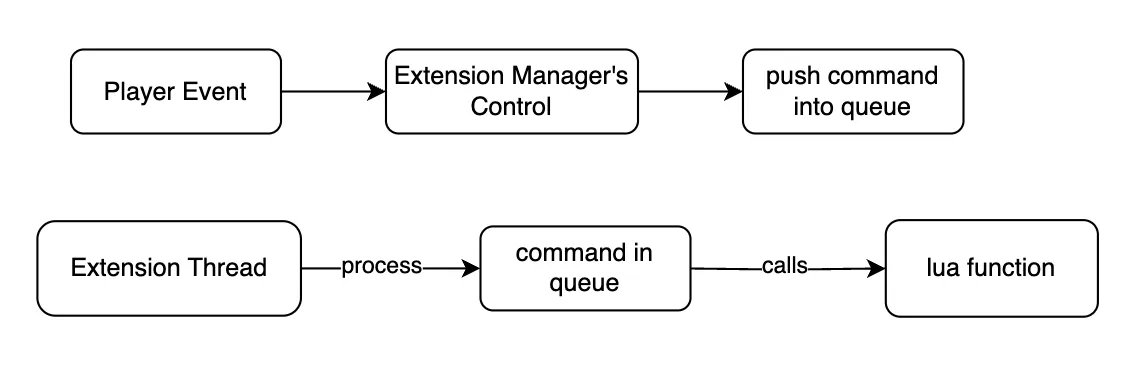 Player Event
Extension Manager's
Control
push command
into queue
Extension Thread
process
command in
queue
calls
lua function